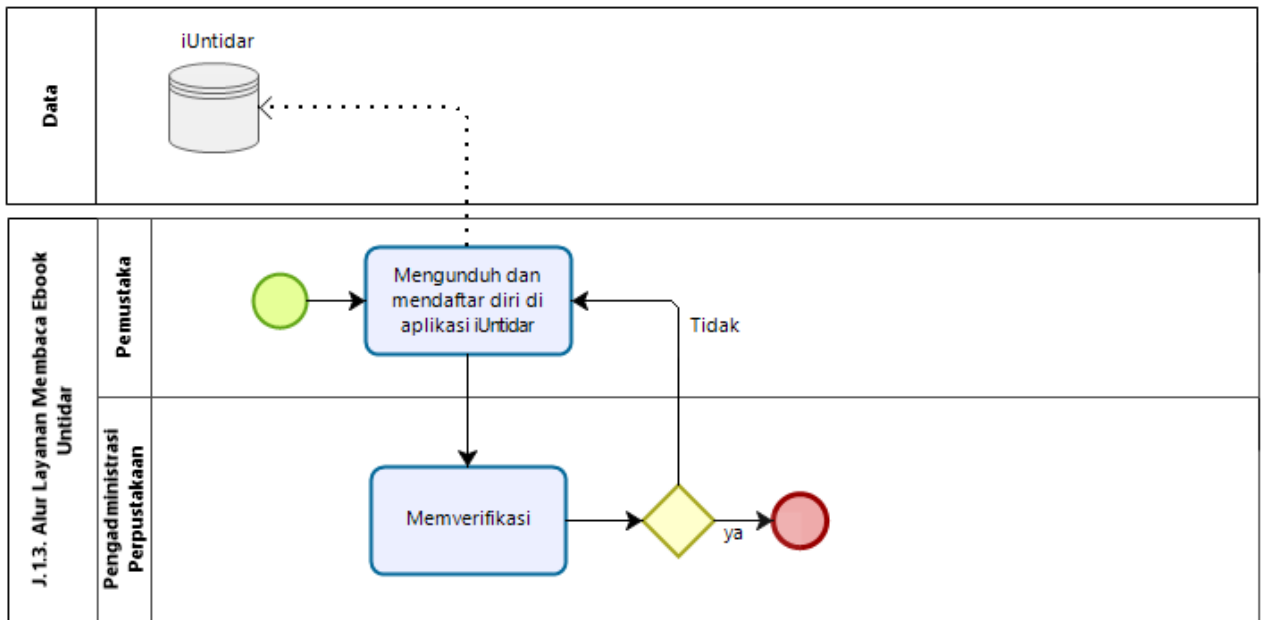 iUntidar
Data
J.1.3. Alur Layanan Membaca Ebook
Untidar
Pemustaka
Mengunduh dan
mendaftar diri di
aplikasi iUntidar
Tidak
Pengadministrasi
Perpustakaan
Memverifikasi
ya